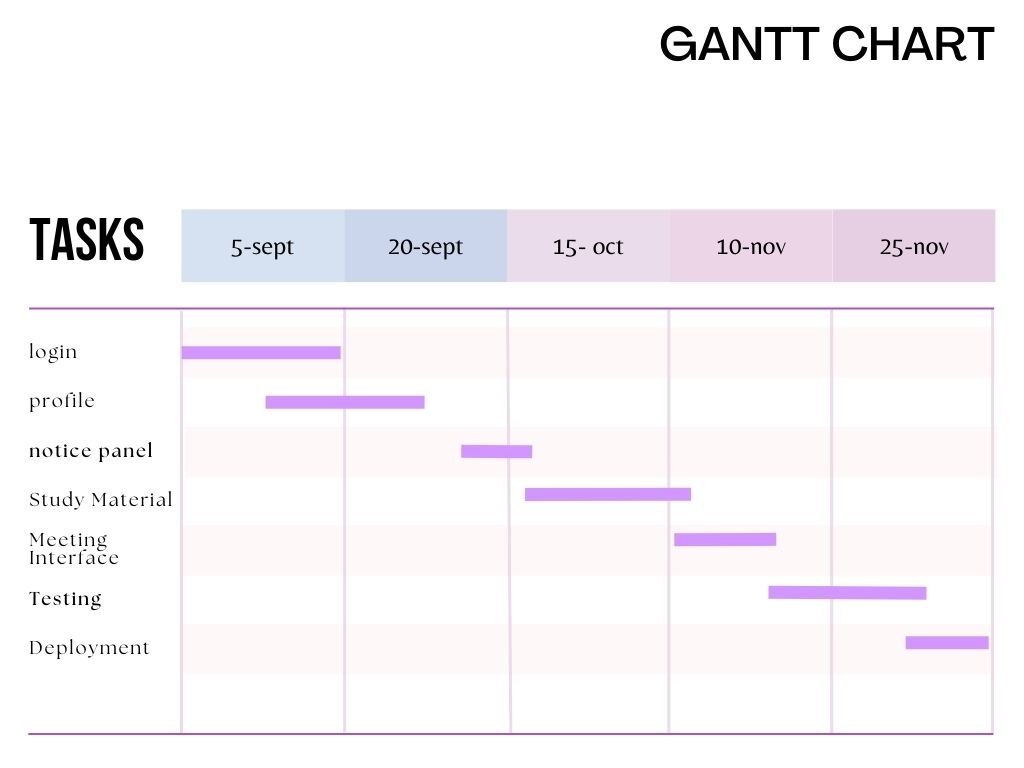 GANTT CHART
TASKS
5-sept
20-sept
15- oct
10-nov
25-nov
login
profile
notice panel
Study Material
Meeting
Interface
Testing
Deployment